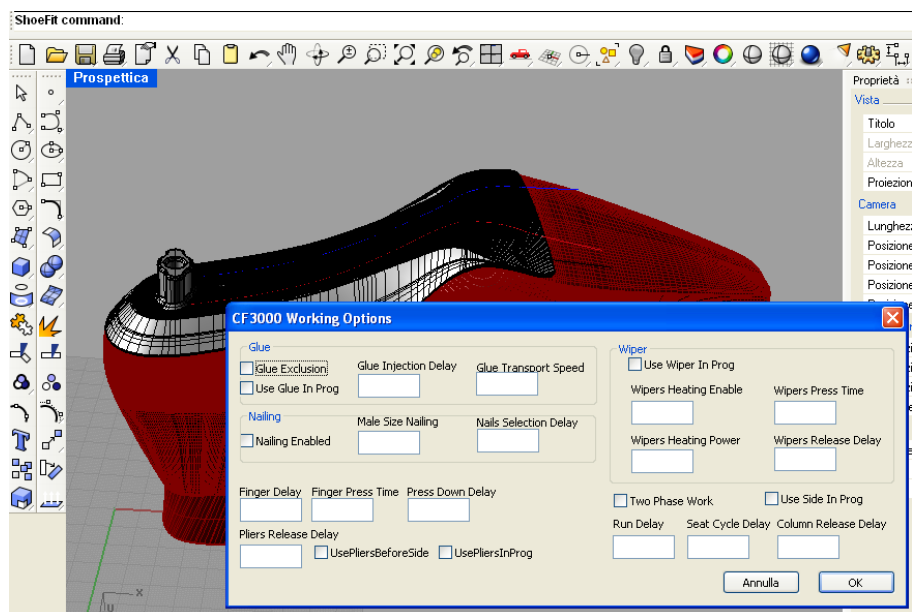 ShoeFit command:
Prospettica
Proprietà
Vista
Titolo
Larghezz
Altezza
Proiezion
Camera
Lunghezz
Posizione
Posizione
Posizione
CF3000 Working Options
Glue
Glue Exclusion
Glue Injection Delay
Glue Transport Speed
Use Glue In Prog
Nailing
Male Size Nailing
Nails Selection Delay
Nailing Enabled
Finger Delay Finger Press Time Press Down Delay
Pliers Release Delay
UsePliersBeforeSide UsePliersInProg
Wiper
Use Wiper In Prog
Wipers Heating Enable Wipers Press Time
Wipers Heating Power Wipers Release Delay
Two Phase Work Use Side In Prog
Run Delay Seat Cycle Delay Column Release Delay
Annulla OK
x